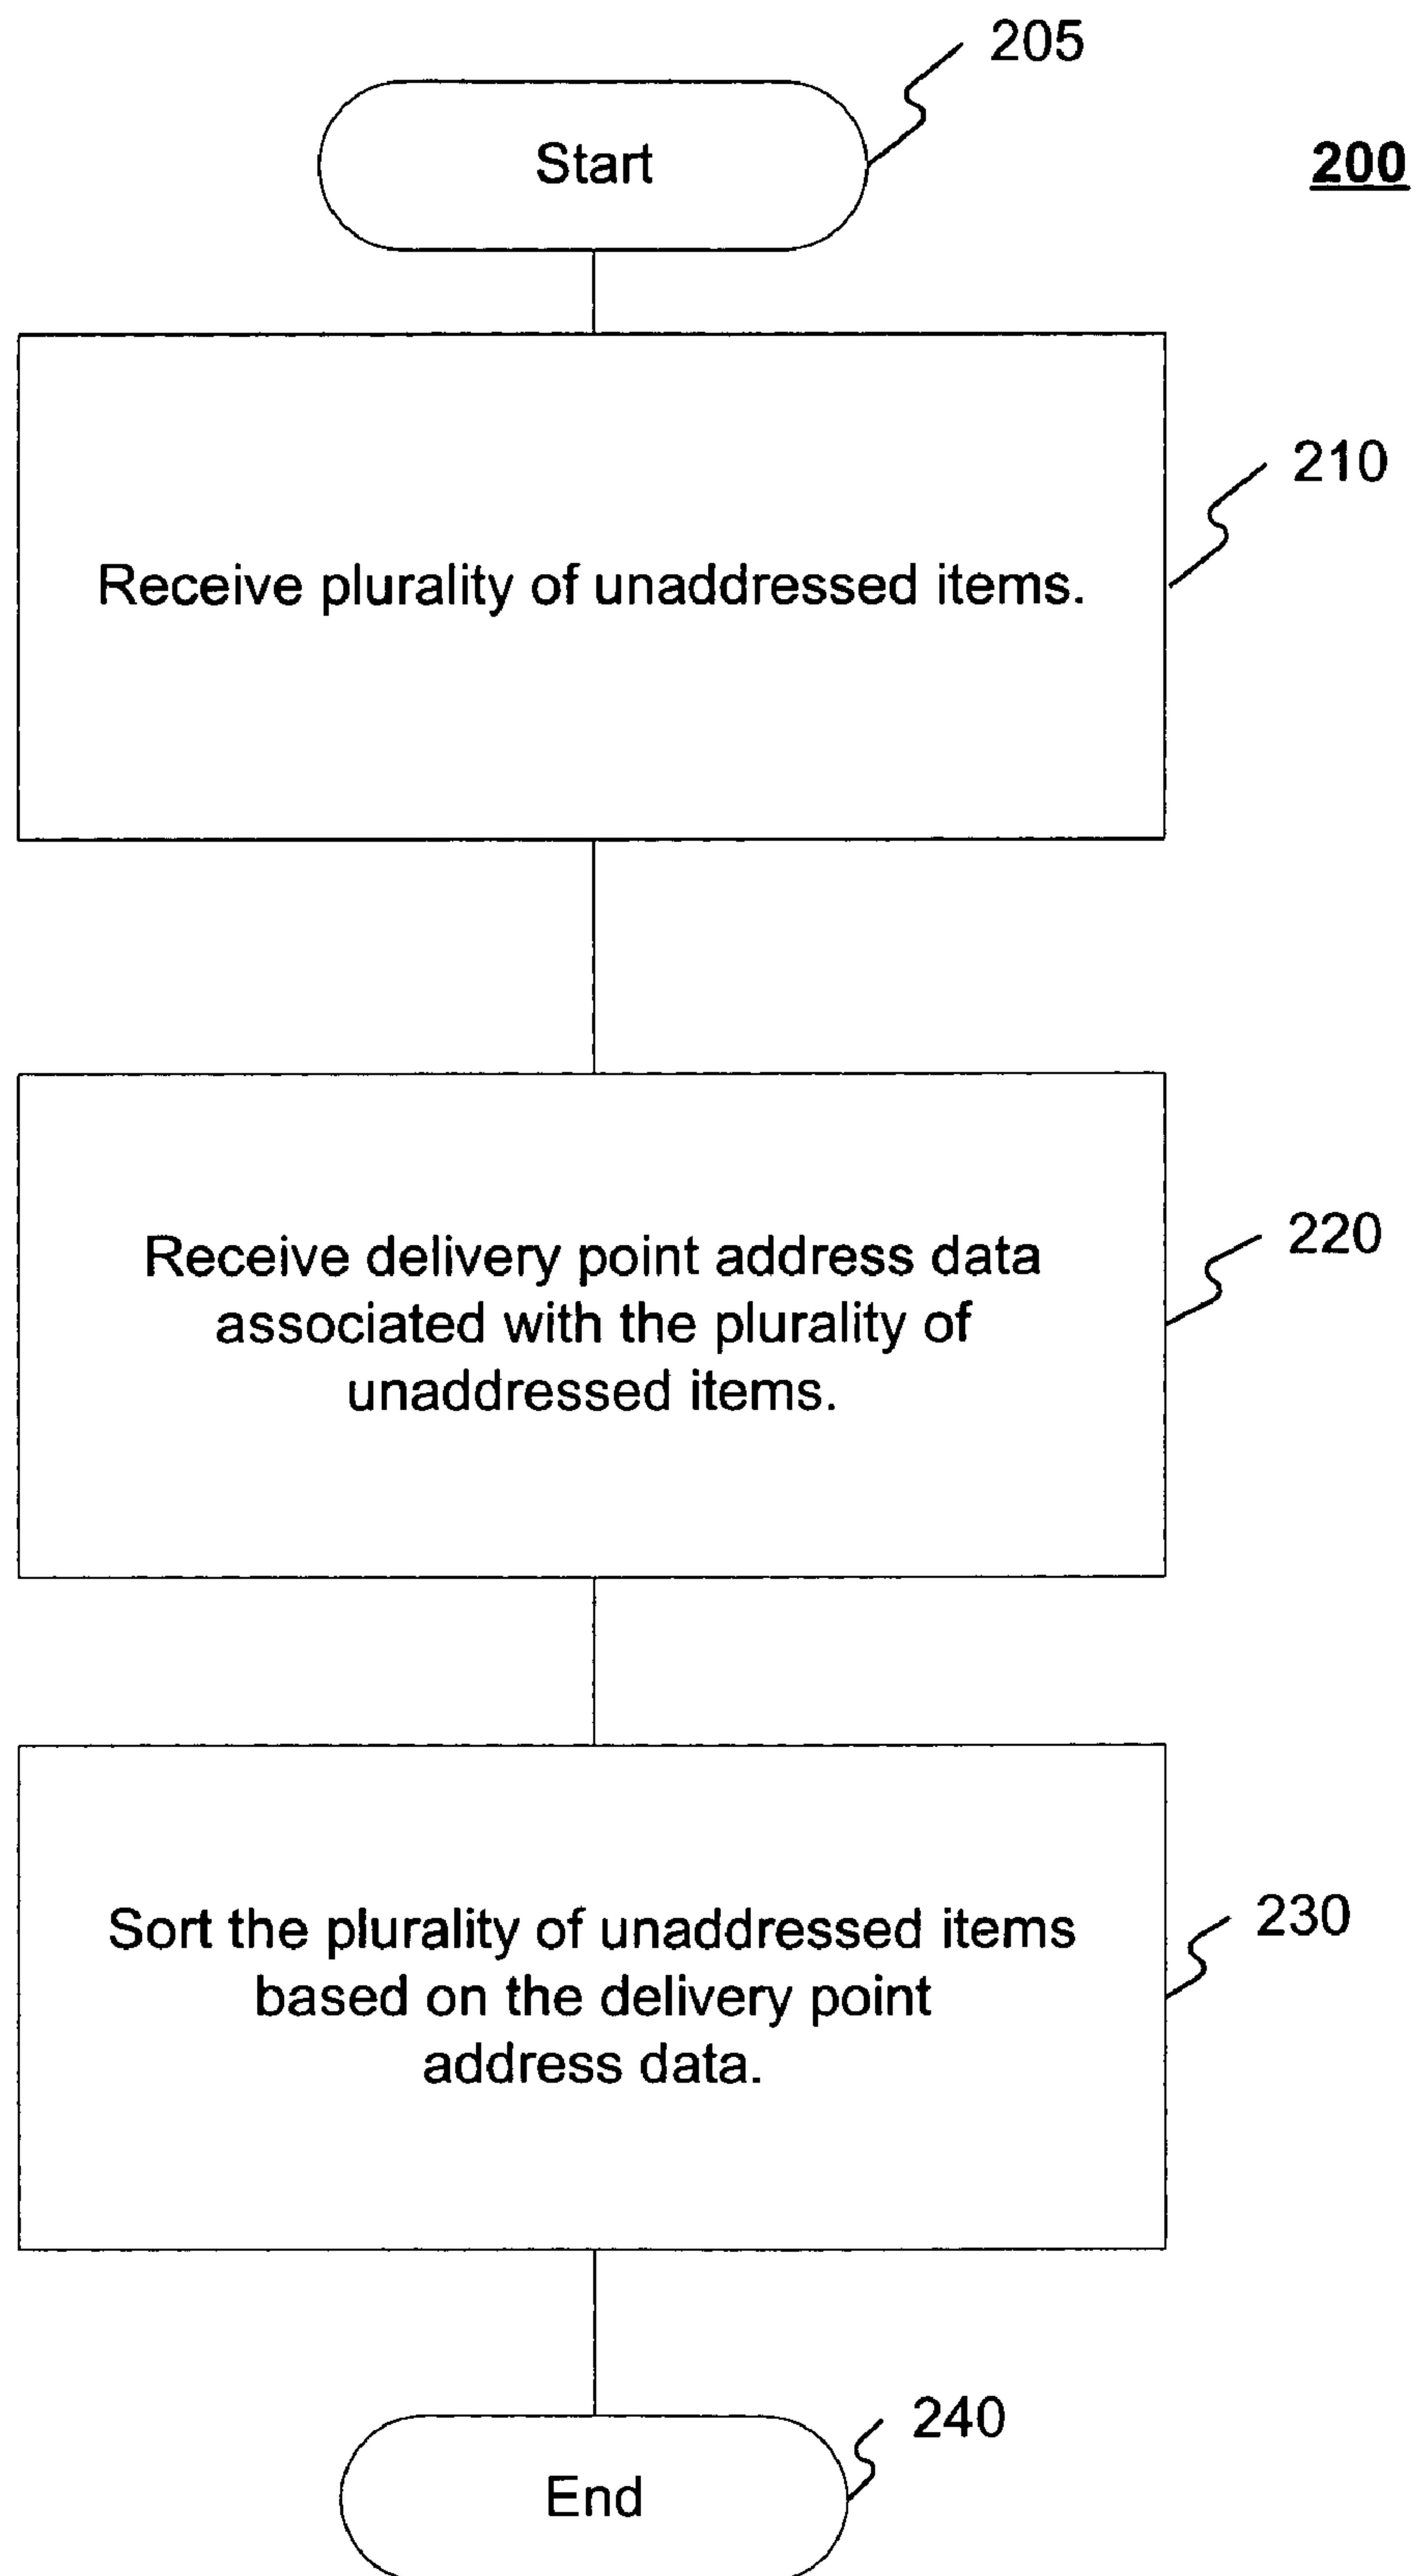 205
Start
200
210
Receive plurality of unaddressed items.
220
Receive delivery point address data
associated with the plurality of
unaddressed items.
230
Sort the plurality of unaddressed items
based on the delivery point
address data.
240
End